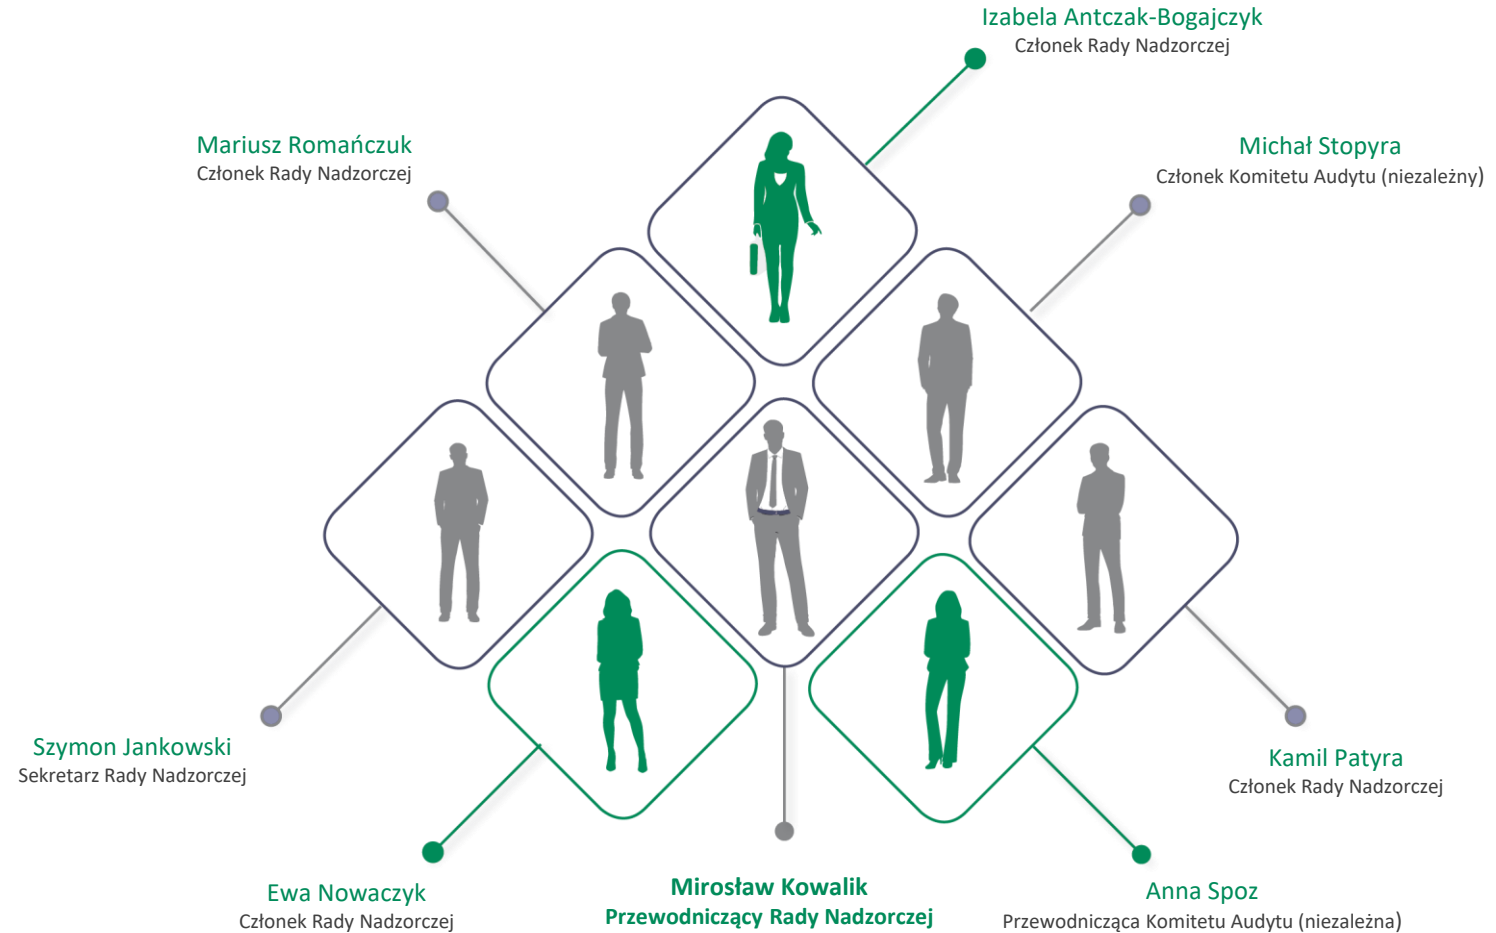 Izabela Antczak-Bogajczyk
Członek Rady Nadzorczej
Mariusz Romańczuk
Członek Rady Nadzorczej
Michał Stopyra
Członek Komitetu Audytu (niezależny)
Szymon Jankowski
Sekretarz Rady Nadzorczej
Kamil Patyra
Członek Rady Nadzorczej
Ewa Nowaczyk
Członek Rady Nadzorczej
Mirosław Kowalik
Przewodniczący Rady Nadzorczej
Anna Spoz
Przewodnicząca Komitetu Audytu (niezależna)